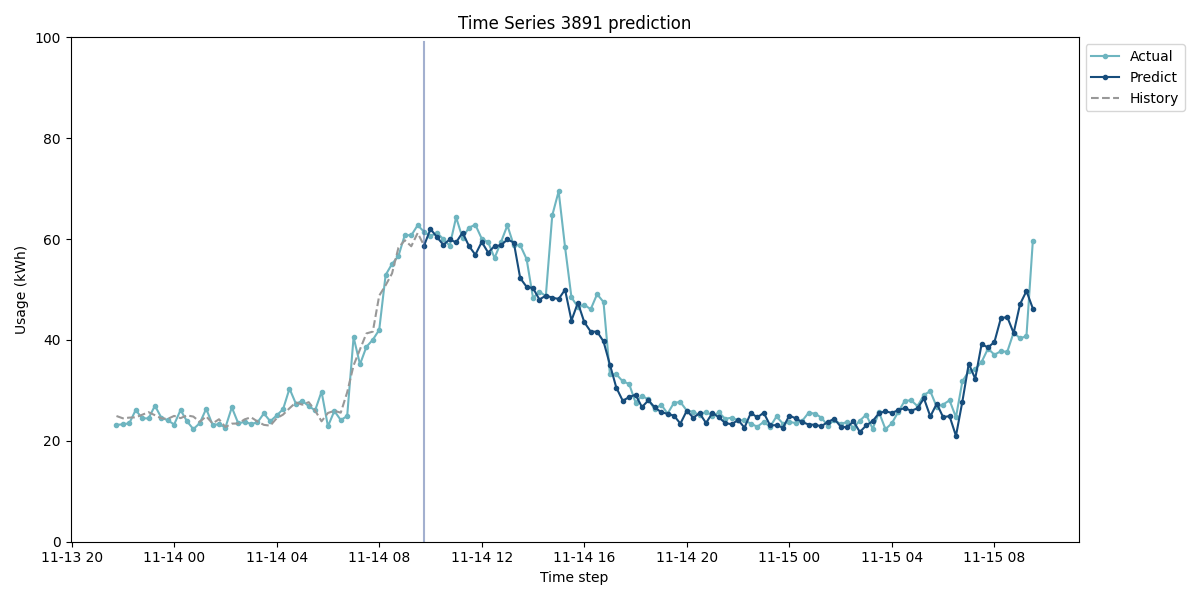 Time Series 3891 prediction
100
80
60
40
20
0
Usage (kWh)
11-13 20
11-14 00
11-14 04
11-14 08
11-14 12
11-14 16
11-14 20
11-15 00
11-15 04
11-15 08
Time step
Actual
Predict
History